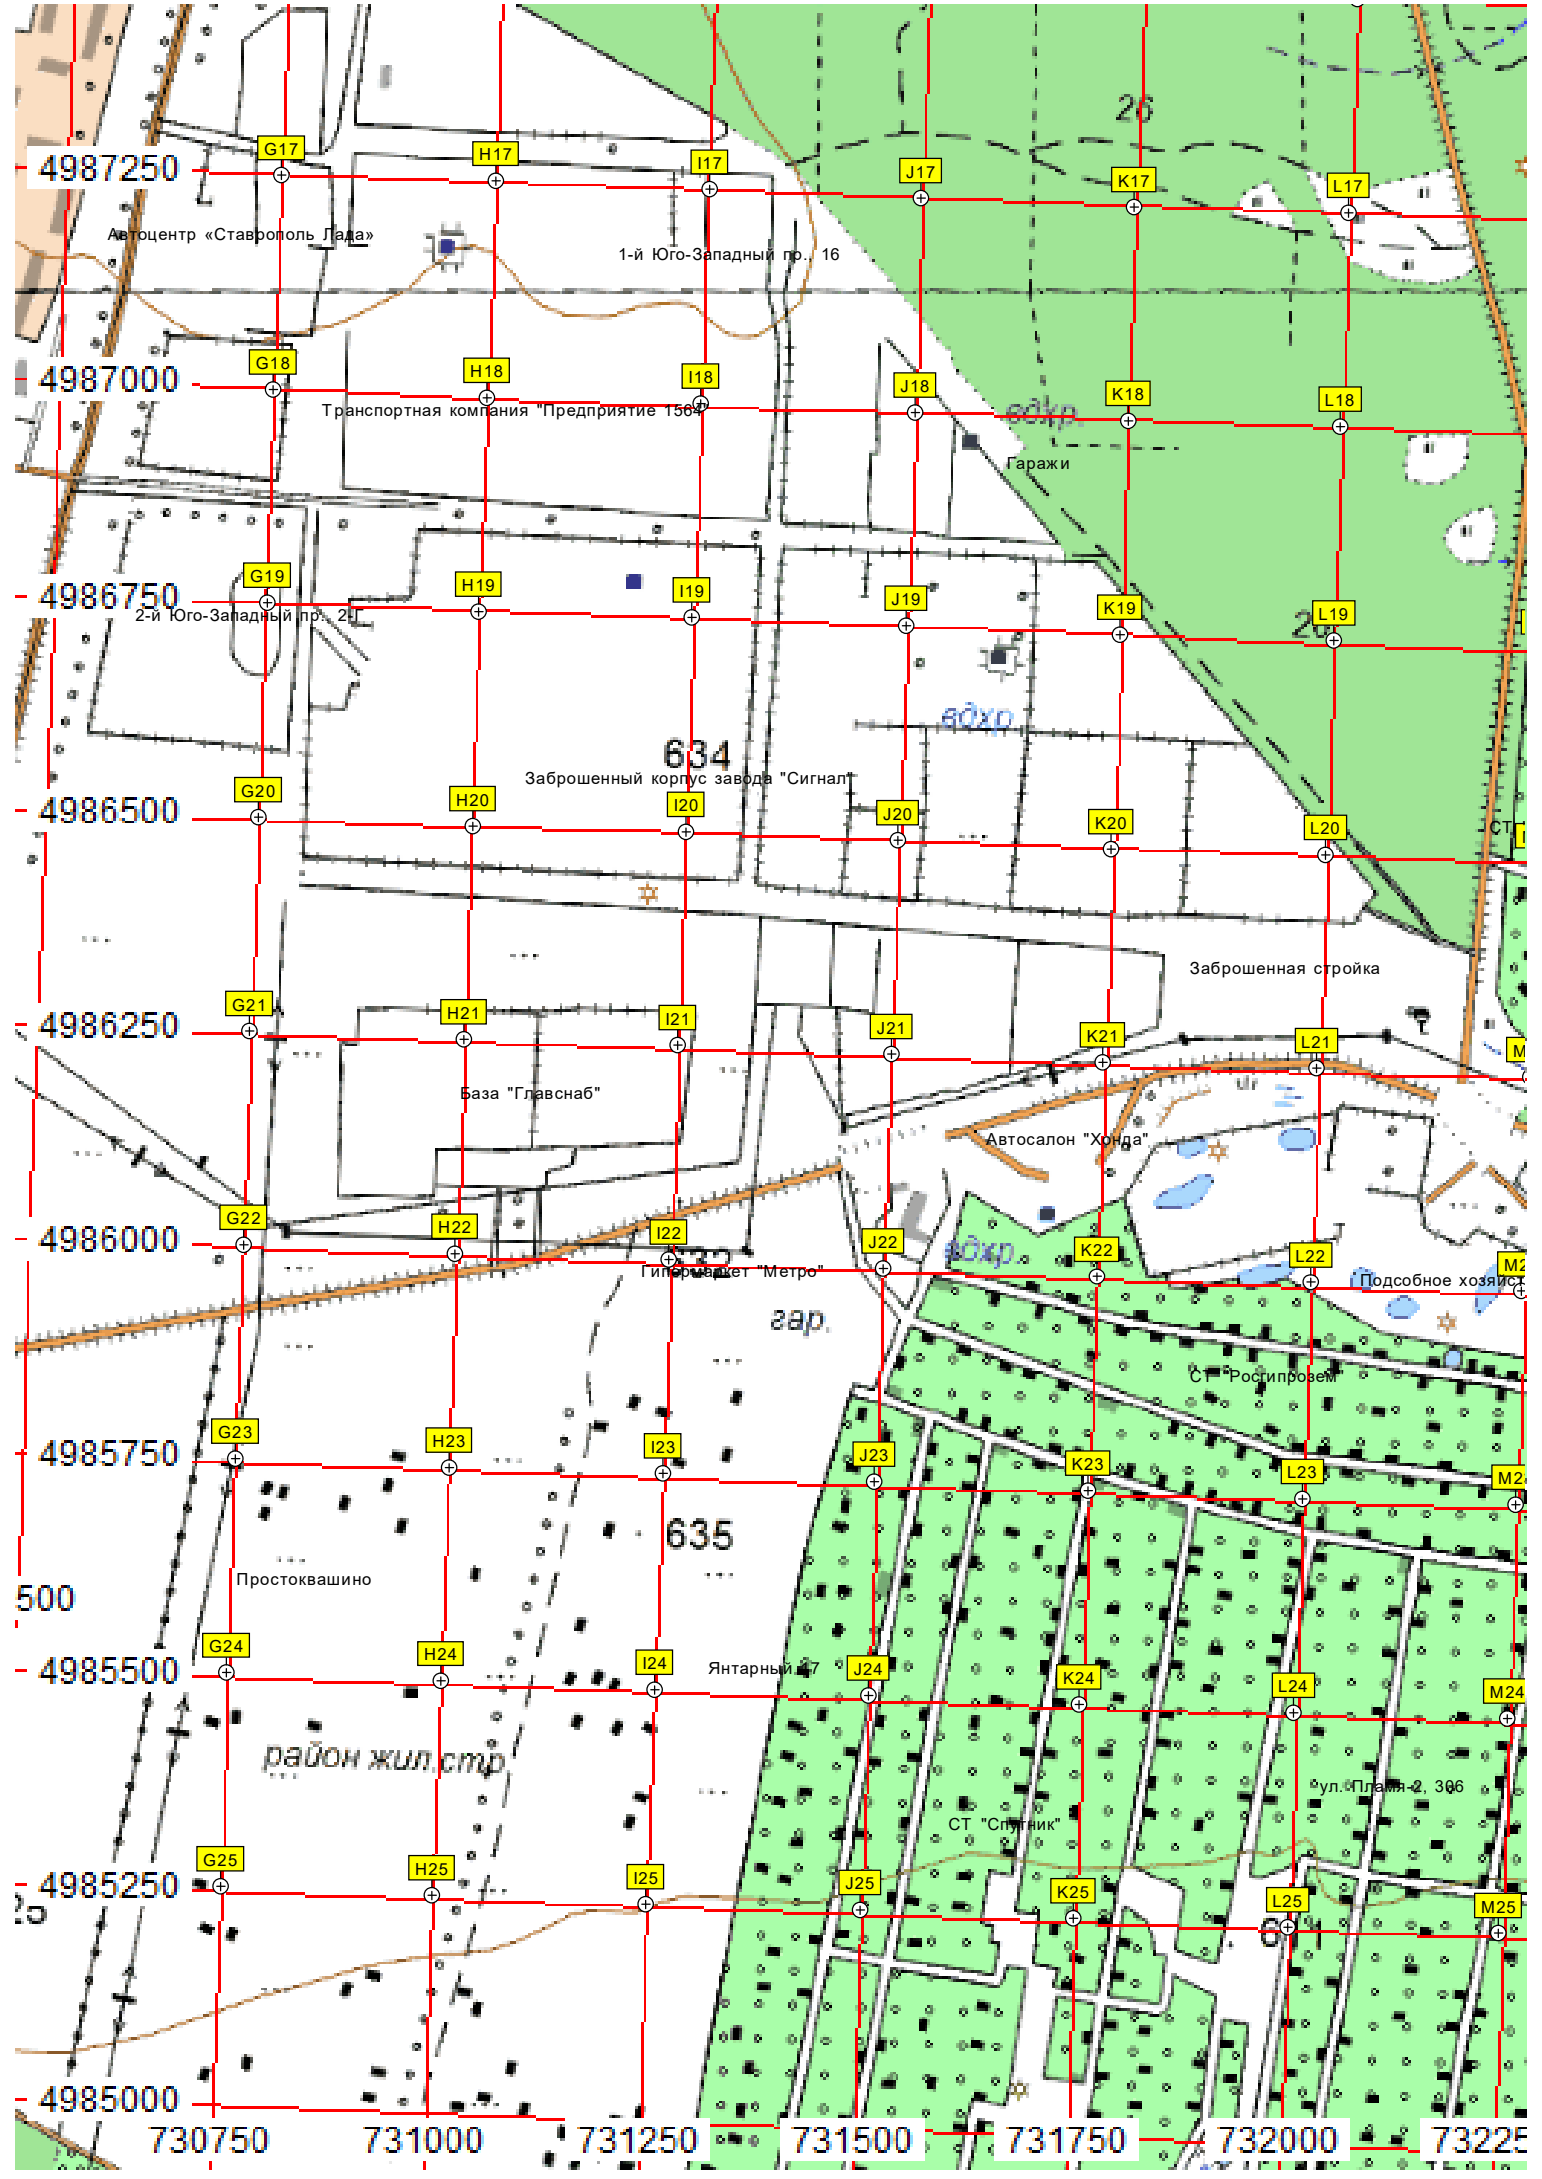 26
G17
H17
I17
J17
K17
L17
4987250
Автоцентр «Ставрополь Лада»
1-й Юго-Западный пр., 16
G18
H18
I18
J18
K18
L18
4987000
Транспортная компания "Предприятие 1564"
вдхр.
Гаражи
G19
H19
I19
J19
K19
L19
4986750
2-й Юго-Западный пр., 2-Г
вдхр
634
Заброшенный корпус завода "Сигнал"
G20
H20
I20
J20
K20
L20
4986500
СТ
Заброшенная стройка
G21
H21
I21
J21
K21
L21
M
4986250
База "Главснаб"
Автосалон "Хонда"
G22
H22
I22
J22
K22
L22
M2
4986000
вдхр
Гипермаркет "Метро"
Подсобное хозяйст
гар.
СТ "Росгипрозем"
G23
H23
I23
J23
K23
L23
M2
4985750
635
Простоквашино
500
G24
H24
I24
J24
K24
L24
M24
4985500
Янтарный, 7
район жил.стр
ул. Пламя-2, 306
СТ "Спутник"
G25
H25
I25
J25
K25
L25
M25
4985250
25
4985000
730750
731000
731250
731500
731750
732000
73225